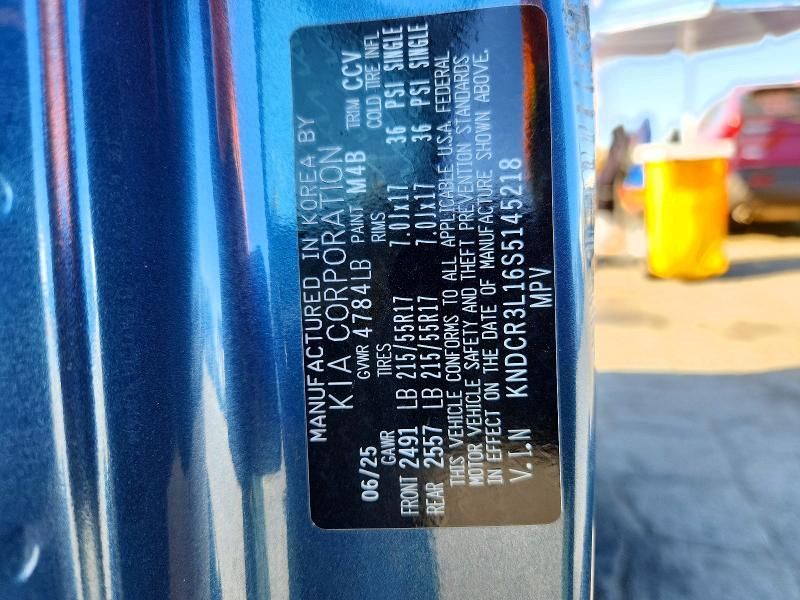 MANUFACTURED IN KOREA BY
KIA CORPORATION
06/25 GVWR 4784LB PAINT M4B TRIM CCV
GAWR TIRES RIMS COLD TIRE INFL
FRONT 2491 LB 215/55R17 7.0Jx17 36 PSI SINGLE
REAR 2557 LB 215/55R17 7.0Jx17 36 PSI SINGLE
THIS VEHICLE CONFORMS TO ALL APPLICABLE U.S.A. FEDERAL
MOTOR VEHICLE SAFETY AND THEFT PREVENTION STANDARDS
IN EFFECT ON THE DATE OF MANUFACTURE SHOWN ABOVE.
V.I.N KNDCR3L16S5145218
MPV